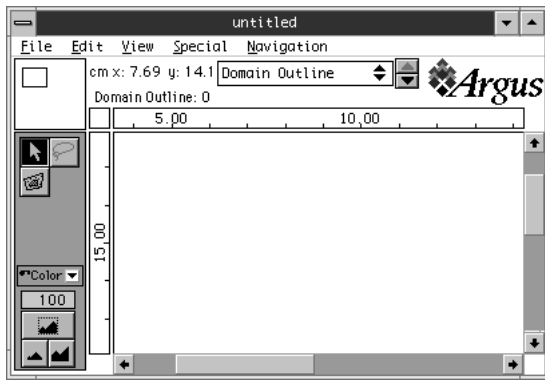 untitled
File Edit View Special Navigation
cm x: 7.69 y: 14.1 Domain Outline
Argus
Domain Outline: 0
5.00 10.00
15.00
Color
100